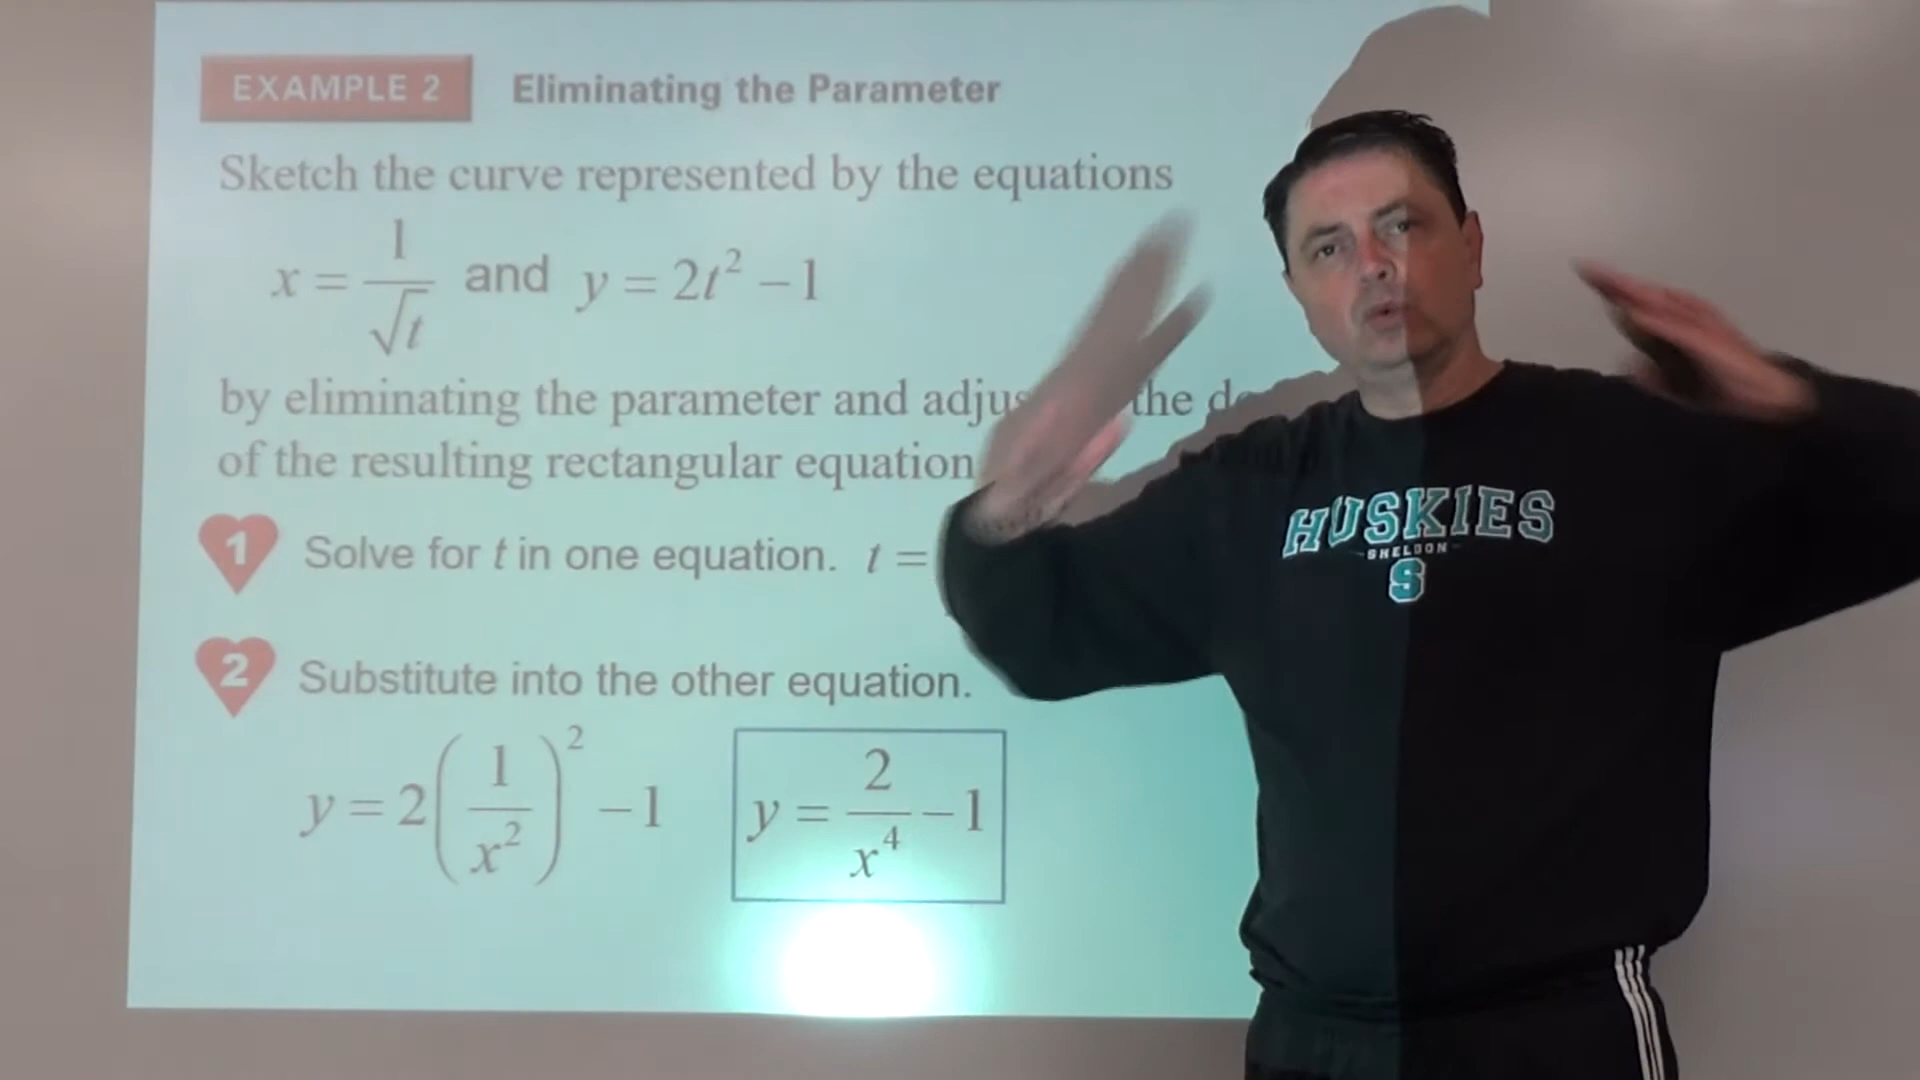 EXAMPLE 2 Eliminating the Parameter
Sketch the curve represented by the equations
x = 1/√t and y = 2t² − 1
by eliminating the parameter and the
of the resulting rectangular equation
1 Solve for t in one equation. t =
2 Substitute into the other equation.
y = 2(1/x²)² − 1 y = 2/x⁴ − 1
HUSKIES
SHELDON
S